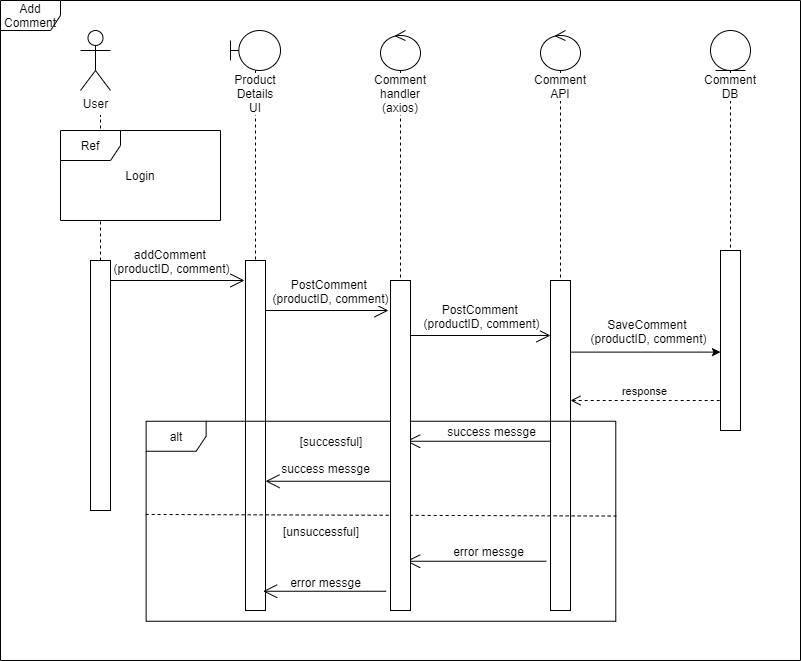 Add
Comment
User
Product
Details
UI
Comment
handler
(axios)
Comment
API
Comment
DB
Ref
Login
addComment
(productID, comment)
PostComment
(productID, comment)
PostComment
(productID, comment)
SaveComment
(productID, comment)
response
alt
[successful]
success messge
success messge
[unsuccessful]
error messge
error messge